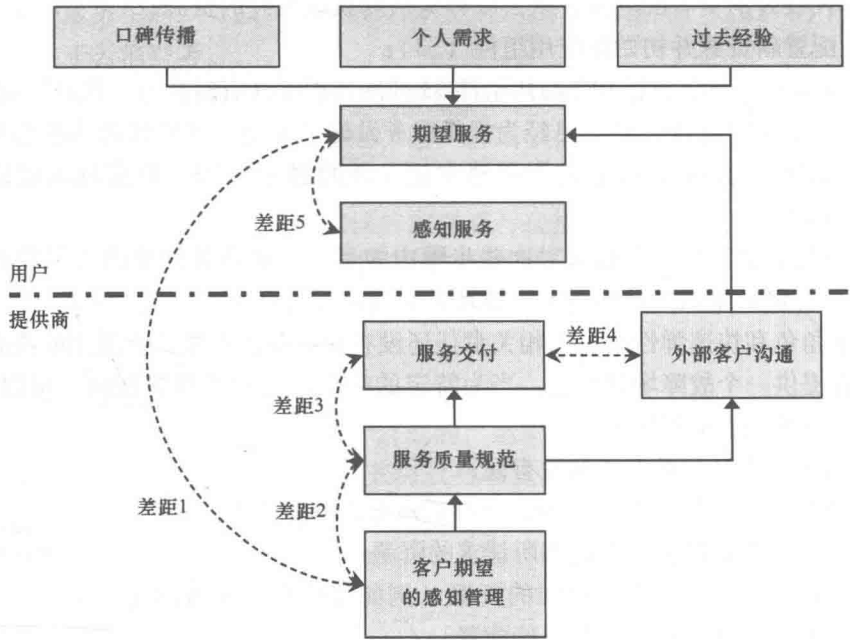 口碑传播
个人需求
过去经验
期望服务
差距5
感知服务
用户
提供商
服务交付
差距4
外部客户沟通
差距3
服务质量规范
差距1
差距2
客户期望
的感知管理